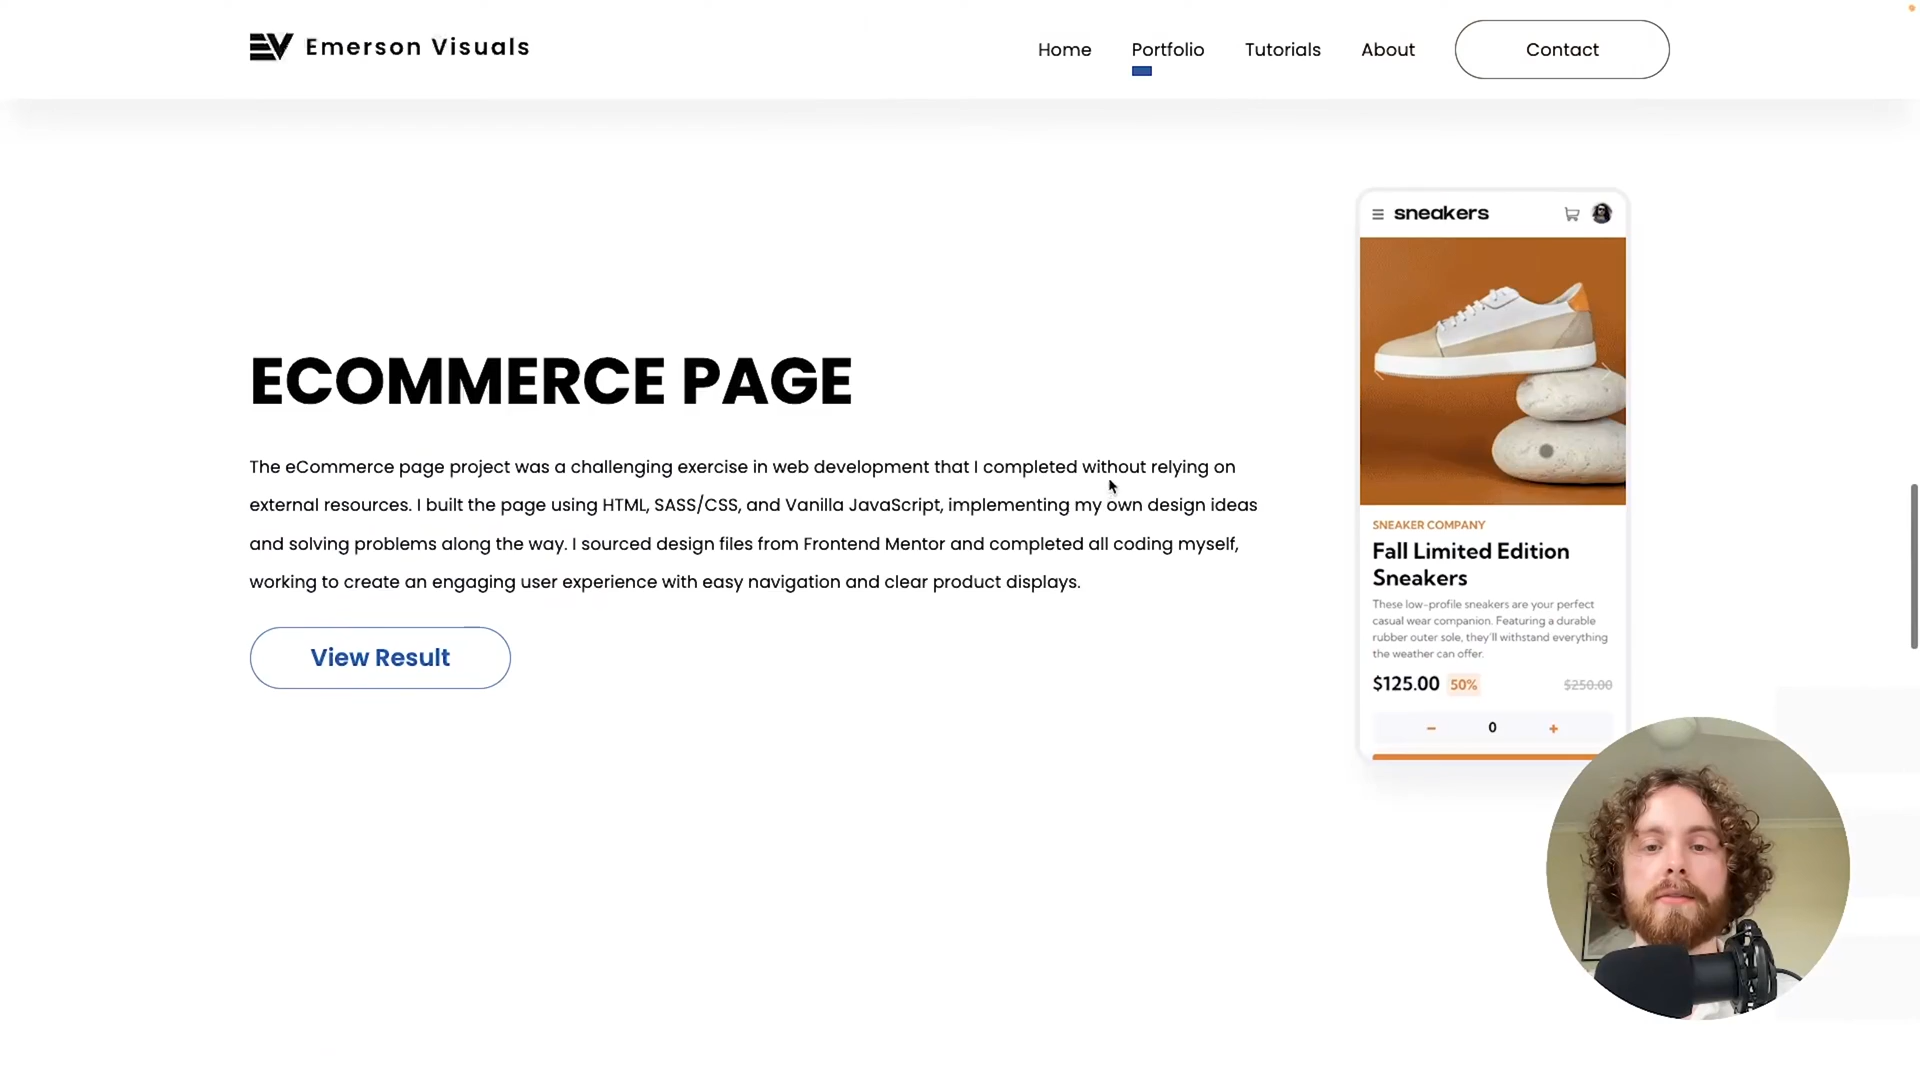 Emerson Visuals
Home
Portfolio
Tutorials
About
Contact
ECOMMERCE PAGE
The eCommerce page project was a challenging exercise in web development that I completed without relying on
external resources. I built the page using HTML, SASS/CSS, and Vanilla JavaScript, implementing my own design ideas
and solving problems along the way. I sourced design files from Frontend Mentor and completed all coding myself,
working to create an engaging user experience with easy navigation and clear product displays.
View Result
sneakers
SNEAKER COMPANY
Fall Limited Edition
Sneakers
These low-profile sneakers are your perfect
casual wear companion. Featuring a durable
rubber outer sole, they'll withstand everything
the weather can offer.
$125.00 50% $250.00
- 0 +